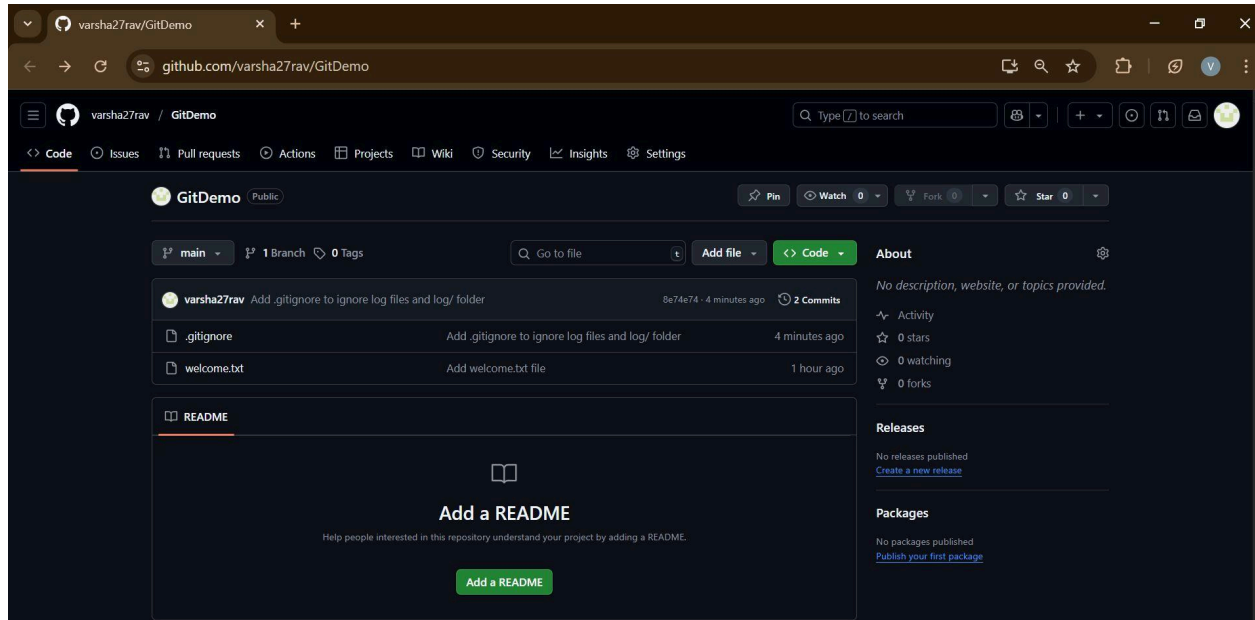 varsha27rav/GitDemo
github.com/varsha27rav/GitDemo
V
varsha27rav / GitDemo
Type / to search
Code Issues Pull requests Actions Projects Wiki Security Insights Settings
GitDemo Public
Pin Watch 0 Fork 0 Star 0
main 1 Branch 0 Tags Go to file t Add file Code
varsha27rav Add .gitignore to ignore log files and log/ folder 8e74e74 · 4 minutes ago 2 Commits
.gitignore Add .gitignore to ignore log files and log/ folder 4 minutes ago
welcome.txt Add welcome.txt file 1 hour ago
README
Add a README
Help people interested in this repository understand your project by adding a README.
Add a README
About
No description, website, or topics provided.
Activity
0 stars
0 watching
0 forks
Releases
No releases published
Create a new release
Packages
No packages published
Publish your first package